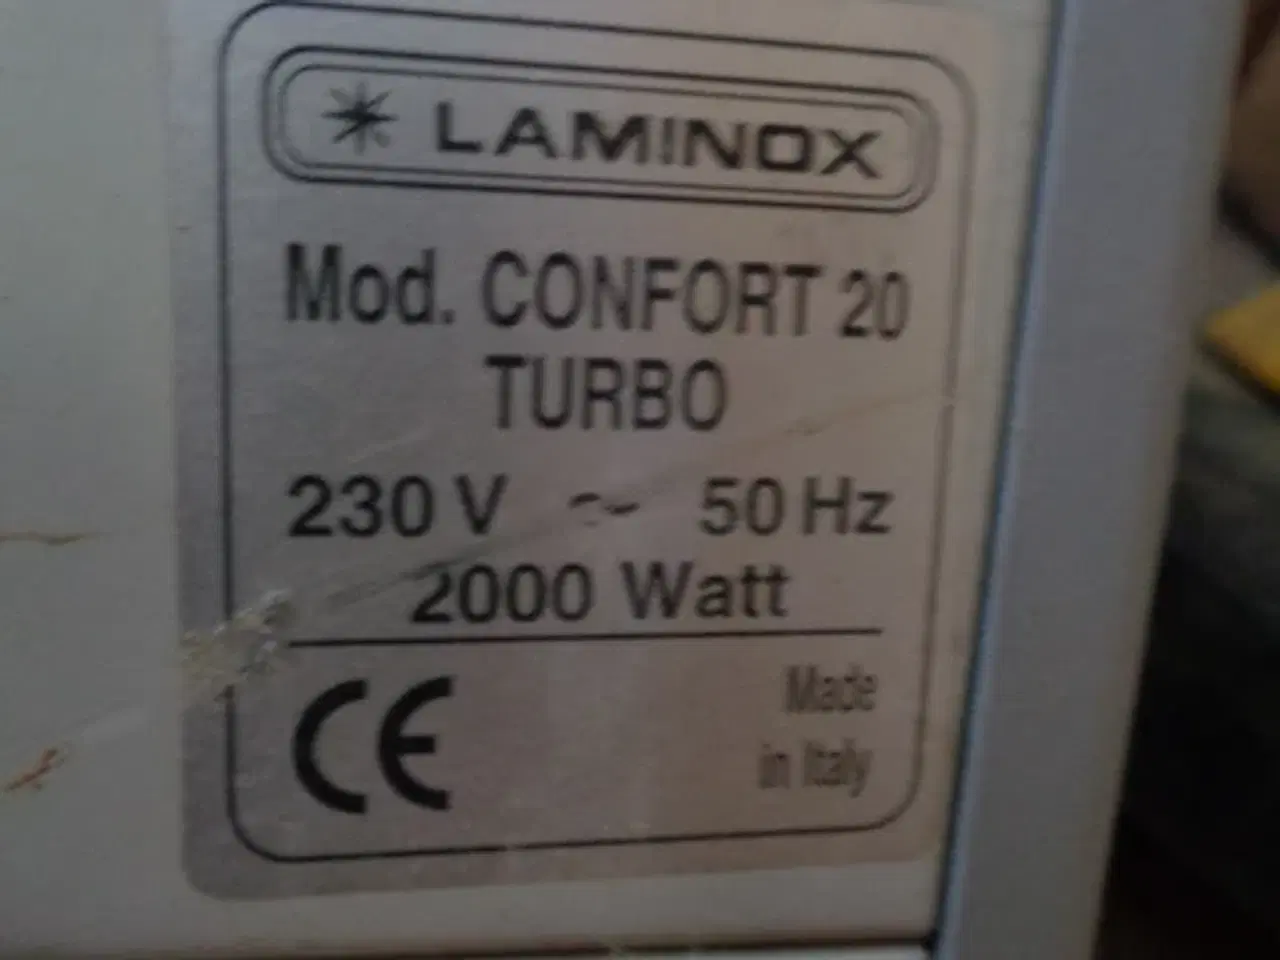 LAMINOX
Mod. CONFORT 20
TURBO
230 V ~ 50 Hz
2000 Watt
CE
Made
in Italy